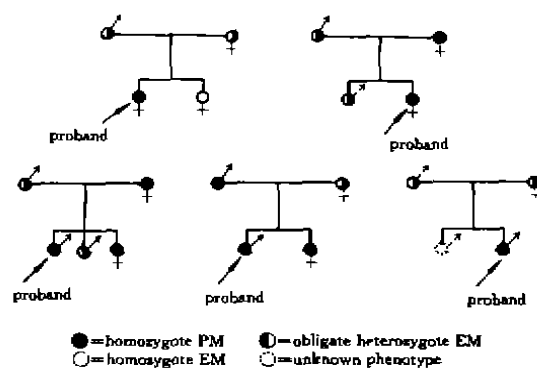 proband
proband
proband
proband
proband
=homozygote PM
=obligate heterozygote EM
=homozygote EM
=unknown phenotype